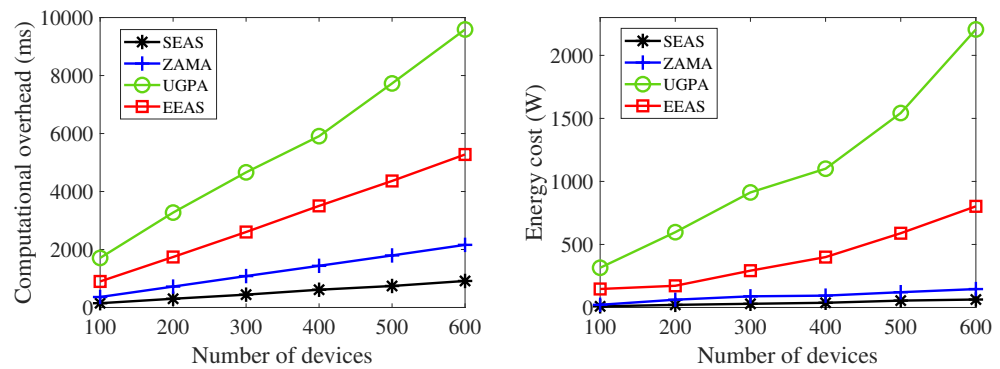 10000
8000
6000
4000
2000
0
Computational overhead (ms)
SEAS
ZAMA
UGPA
EEAS
100 200 300 400 500 600
Number of devices
2000
1500
1000
500
0
Energy cost (W)
SEAS
ZAMA
UGPA
EEAS
100 200 300 400 500 600
Number of devices